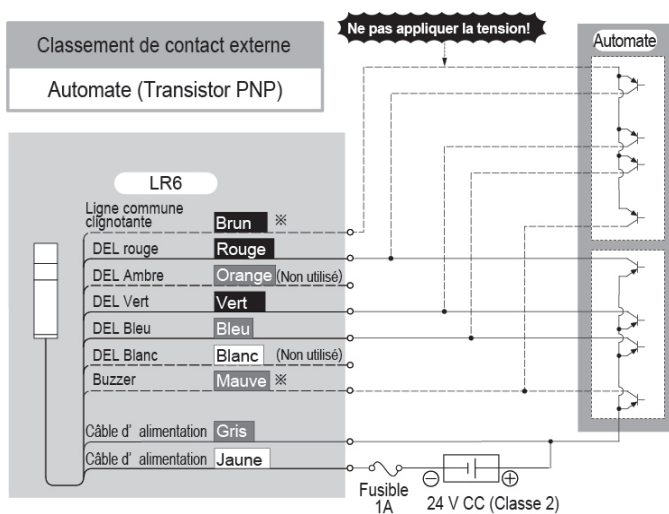 Classement de contact externe
Automate (Transistor PNP)
Ne pas appliquer la tension!
Automate
LR6
Ligne commune
clignotante
Brun ※
DEL rouge Rouge
DEL Ambre Orange (Non utilisé)
DEL Vert Vert
DEL Bleu Bleu
DEL Blanc Blanc (Non utilisé)
Buzzer Mauve ※
Câble d' alimentation Gris
Câble d' alimentation Jaune
Fusible
1A
⊖ ⊕
24 V CC (Classe 2)